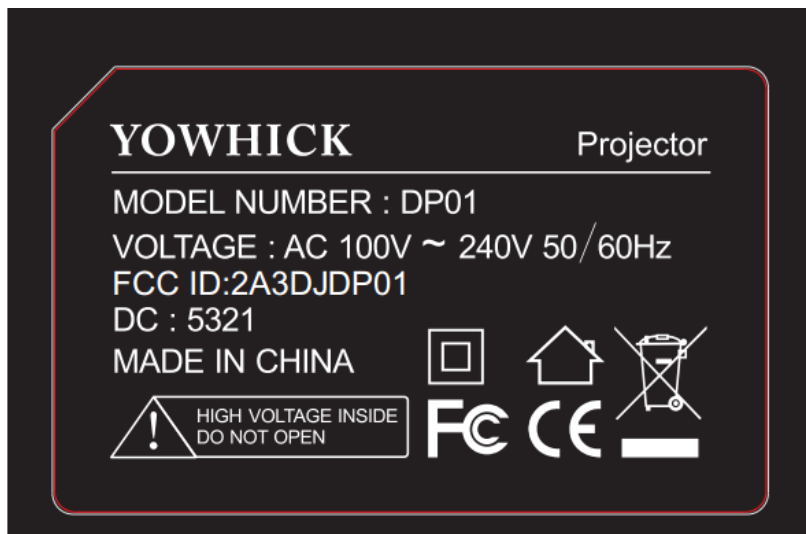 YOWHICK Projector
MODEL NUMBER : DP01
VOLTAGE : AC 100V ~ 240V 50/60Hz
FCC ID:2A3DJDP01
DC : 5321
MADE IN CHINA
! HIGH VOLTAGE INSIDE
DO NOT OPEN
FC CE